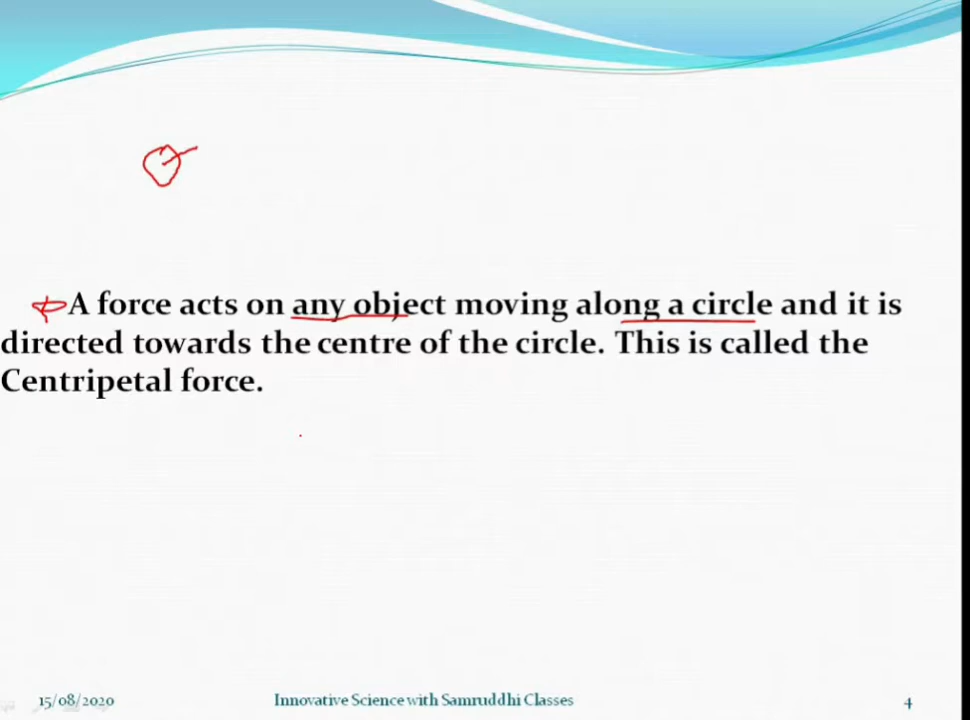 A force acts on any object moving along a circle and it is
directed towards the centre of the circle. This is called the
Centripetal force.
15/08/2020 Innovative Science with Samruddhi Classes 4